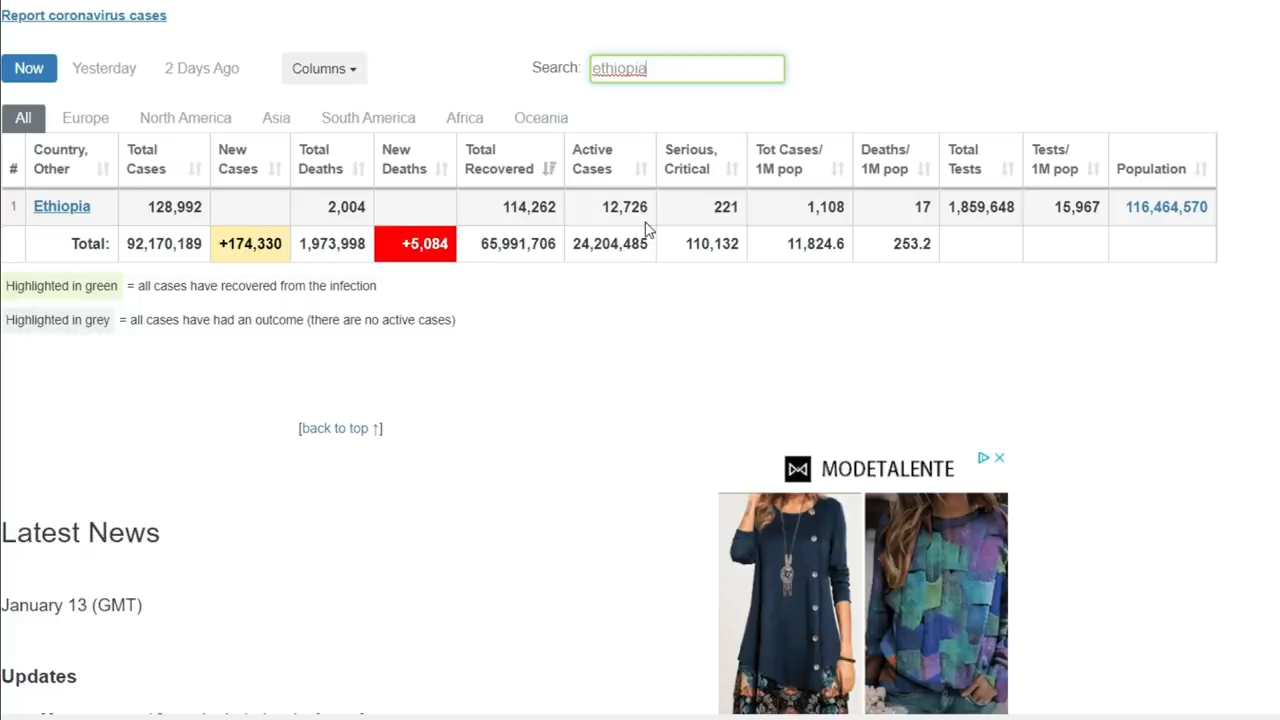 Report coronavirus cases
Now Yesterday 2 Days Ago Columns Search: ethiopia
All Europe North America Asia South America Africa Oceania
# Country, Other Total Cases New Cases Total Deaths New Deaths Total Recovered Active Cases Serious, Critical Tot Cases/ 1M pop Deaths/ 1M pop Total Tests Tests/ 1M pop Population
1 Ethiopia 128,992 2,004 114,262 12,726 221 1,108 17 1,859,648 15,967 116,464,570
Total: 92,170,189 +174,330 1,973,998 +5,084 65,991,706 24,204,485 110,132 11,824.6 253.2
Highlighted in green = all cases have recovered from the infection
Highlighted in grey = all cases have had an outcome (there are no active cases)
[back to top ↑]
MODETALENTE
Latest News
January 13 (GMT)
Updates